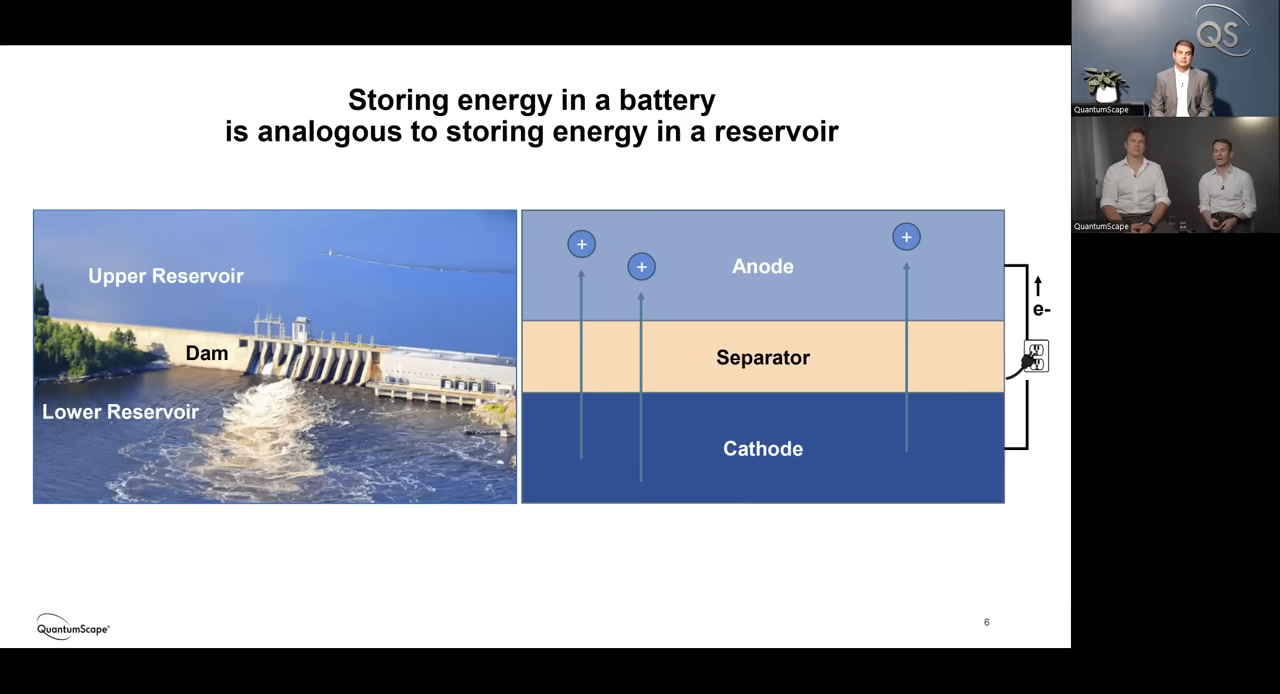 Storing energy in a battery
is analogous to storing energy in a reservoir
Upper Reservoir
Dam
Lower Reservoir
+
+
+
Anode
Separator
Cathode
e-
QuantumScape®
6
QS
QuantumScape
QuantumScape